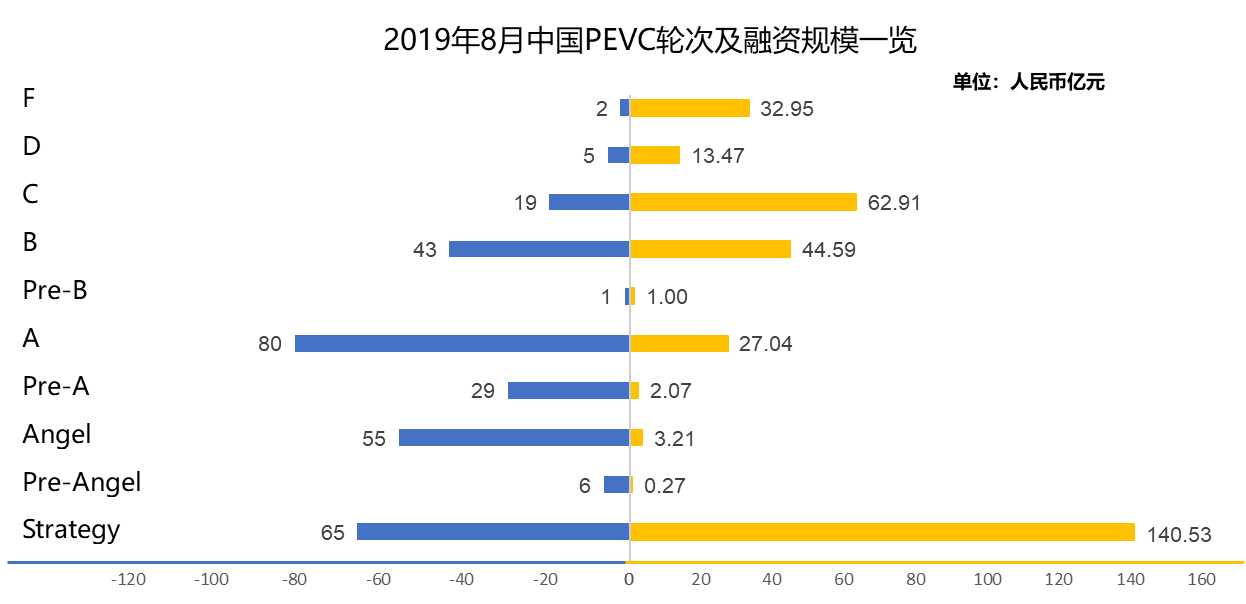 2019年8月中国PEVC轮次及融资规模一览
单位：人民币亿元
F 2 32.95
D 5 13.47
C 19 62.91
B 43 44.59
Pre-B 1 1.00
A 80 27.04
Pre-A 29 2.07
Angel 55 3.21
Pre-Angel 6 0.27
Strategy 65 140.53
-120 -100 -80 -60 -40 -20 0 20 40 60 80 100 120 140 160